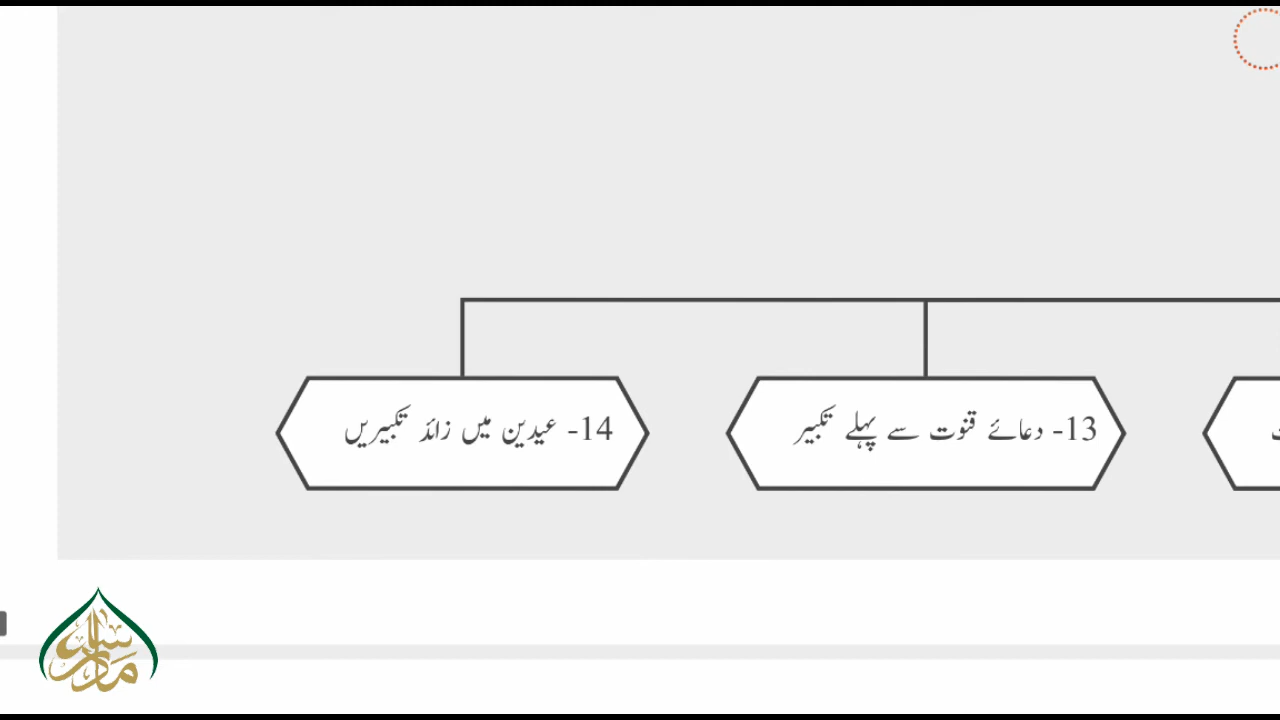 13- دعائے قنوت سے پہلے تکبیر
14- عیدین میں زائد تکبیریں